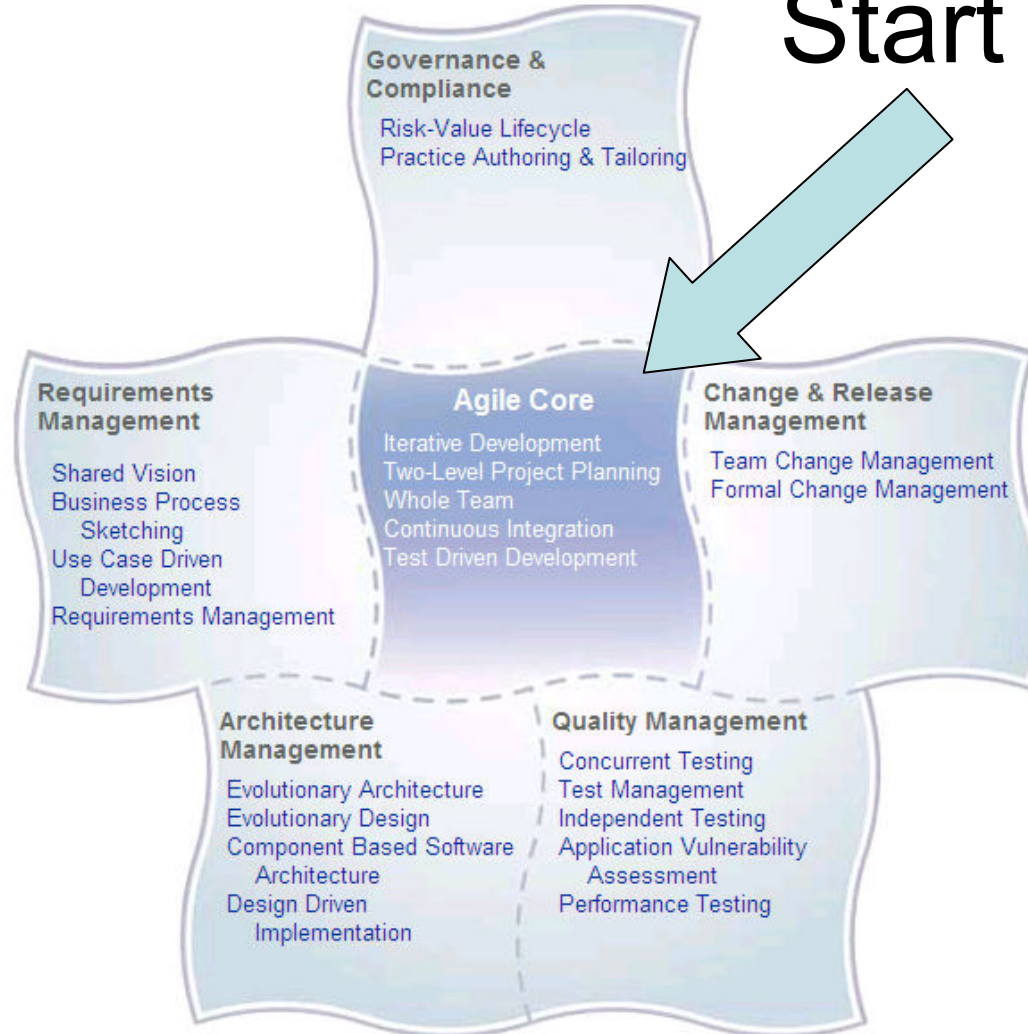 Start
Governance &
Compliance
Risk-Value Lifecycle
Practice Authoring & Tailoring
Requirements
Management
Shared Vision
Business Process
Sketching
Use Case Driven
Development
Requirements Management
Agile Core
Iterative Development
Two-Level Project Planning
Whole Team
Continuous Integration
Test Driven Development
Change & Release
Management
Team Change Management
Formal Change Management
Architecture
Management
Evolutionary Architecture
Evolutionary Design
Component Based Software
Architecture
Design Driven
Implementation
Quality Management
Concurrent Testing
Test Management
Independent Testing
Application Vulnerability
Assessment
Performance Testing